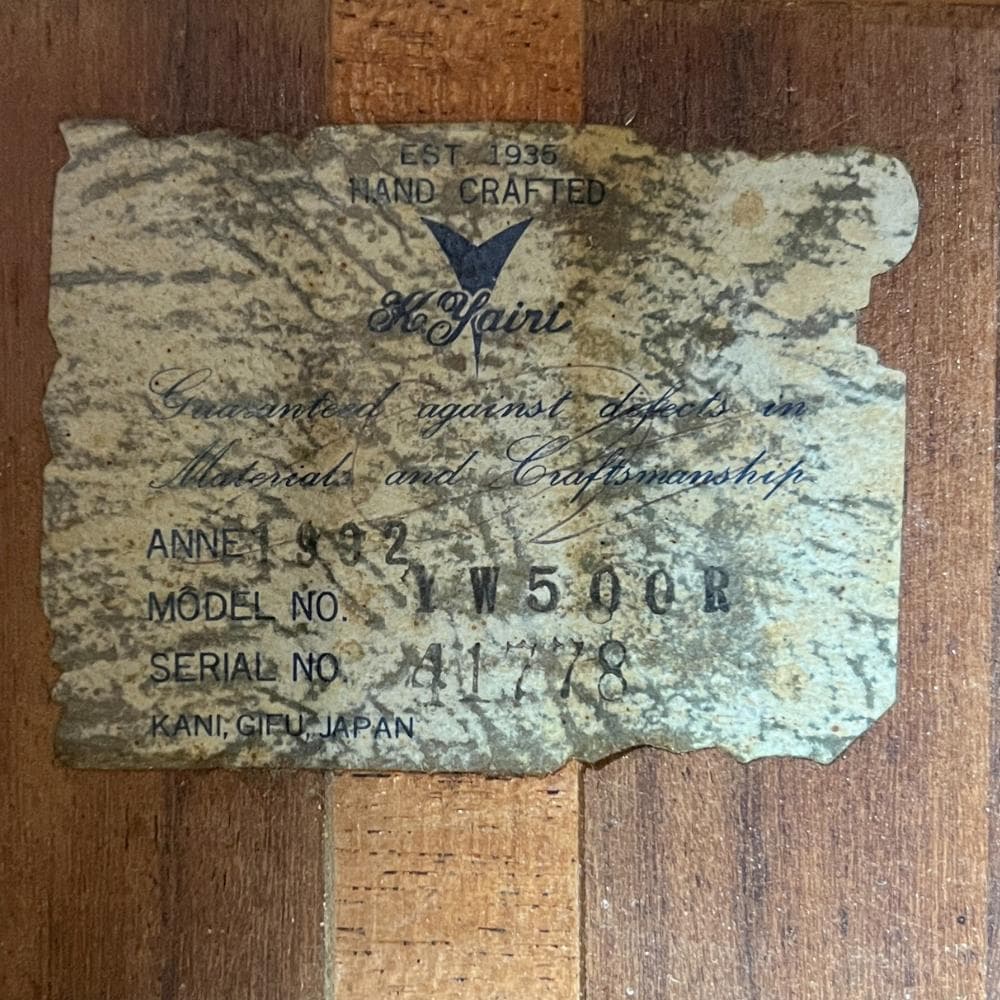 EST. 1935
HAND CRAFTED
K.Yairi
Guaranteed against defects in
Materials and Craftsmanship
ANNE 1992
MODEL NO. YW500R
SERIAL NO. 41778
KANI, GIFU, JAPAN